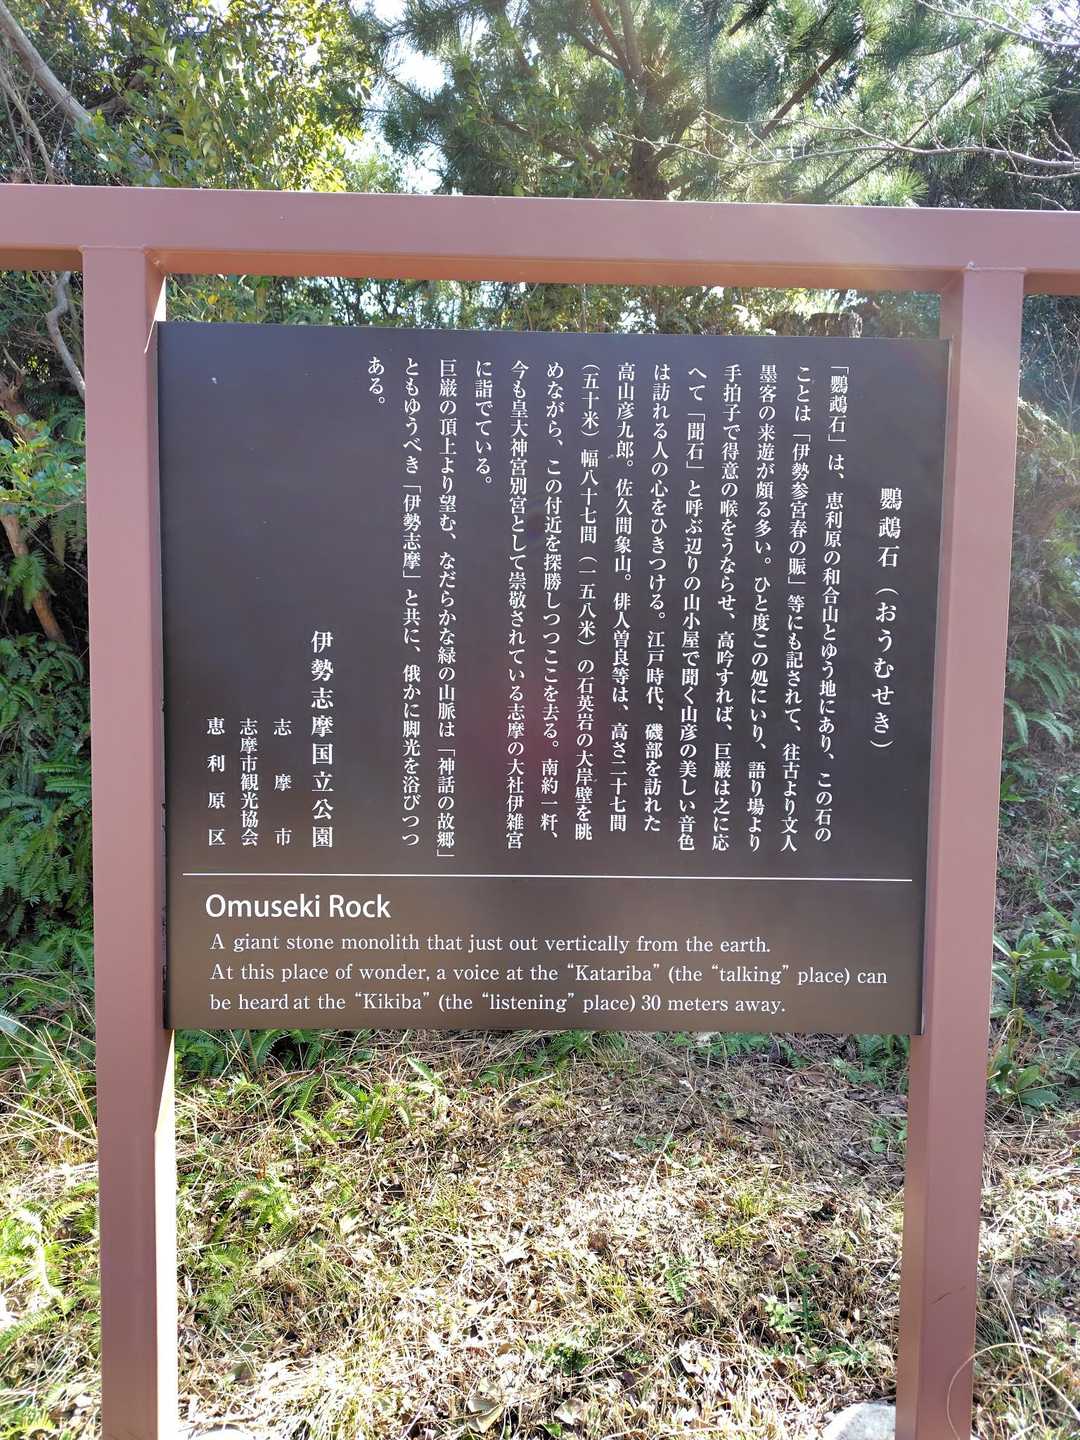 鸚鵡石（おうむせき）
「鸚鵡石」は、恵利原の和合山とゆう地にあり、この石の
ことは「伊勢参宮春の賑」等にも記されて、往古より文人
墨客の来遊が頗る多い。ひと度この処にいり、語り場より
手拍子で得意の喉をうならせ、高吟すれば、巨巌は之に応
へて「聞石」と呼ぶ辺りの山小屋で聞く山彦の美しい音色
は訪れる人の心をひきつける。江戸時代、磯部を訪れた
高山彦九郎。佐久間象山。俳人曽良等は、高さ二十七間
（五十米）幅八十七間（一五八米）の石英岩の大岸壁を眺
めながら、この付近を探勝しつつここを去る。南約一粁、
今も皇大神宮別宮として崇敬されている志摩の大社伊雑宮
に詣でている。
巨巌の頂上より望む、なだらかな緑の山脈は「神話の故郷」
ともゆうべき「伊勢志摩」と共に、俄かに脚光を浴びつつ
ある。
伊勢志摩国立公園
志摩市
志摩市観光協会
恵利原区
Omuseki Rock
A giant stone monolith that just out vertically from the earth.
At this place of wonder, a voice at the “Katariba” (the “talking” place) can
be heard at the “Kikiba” (the “listening” place) 30 meters away.